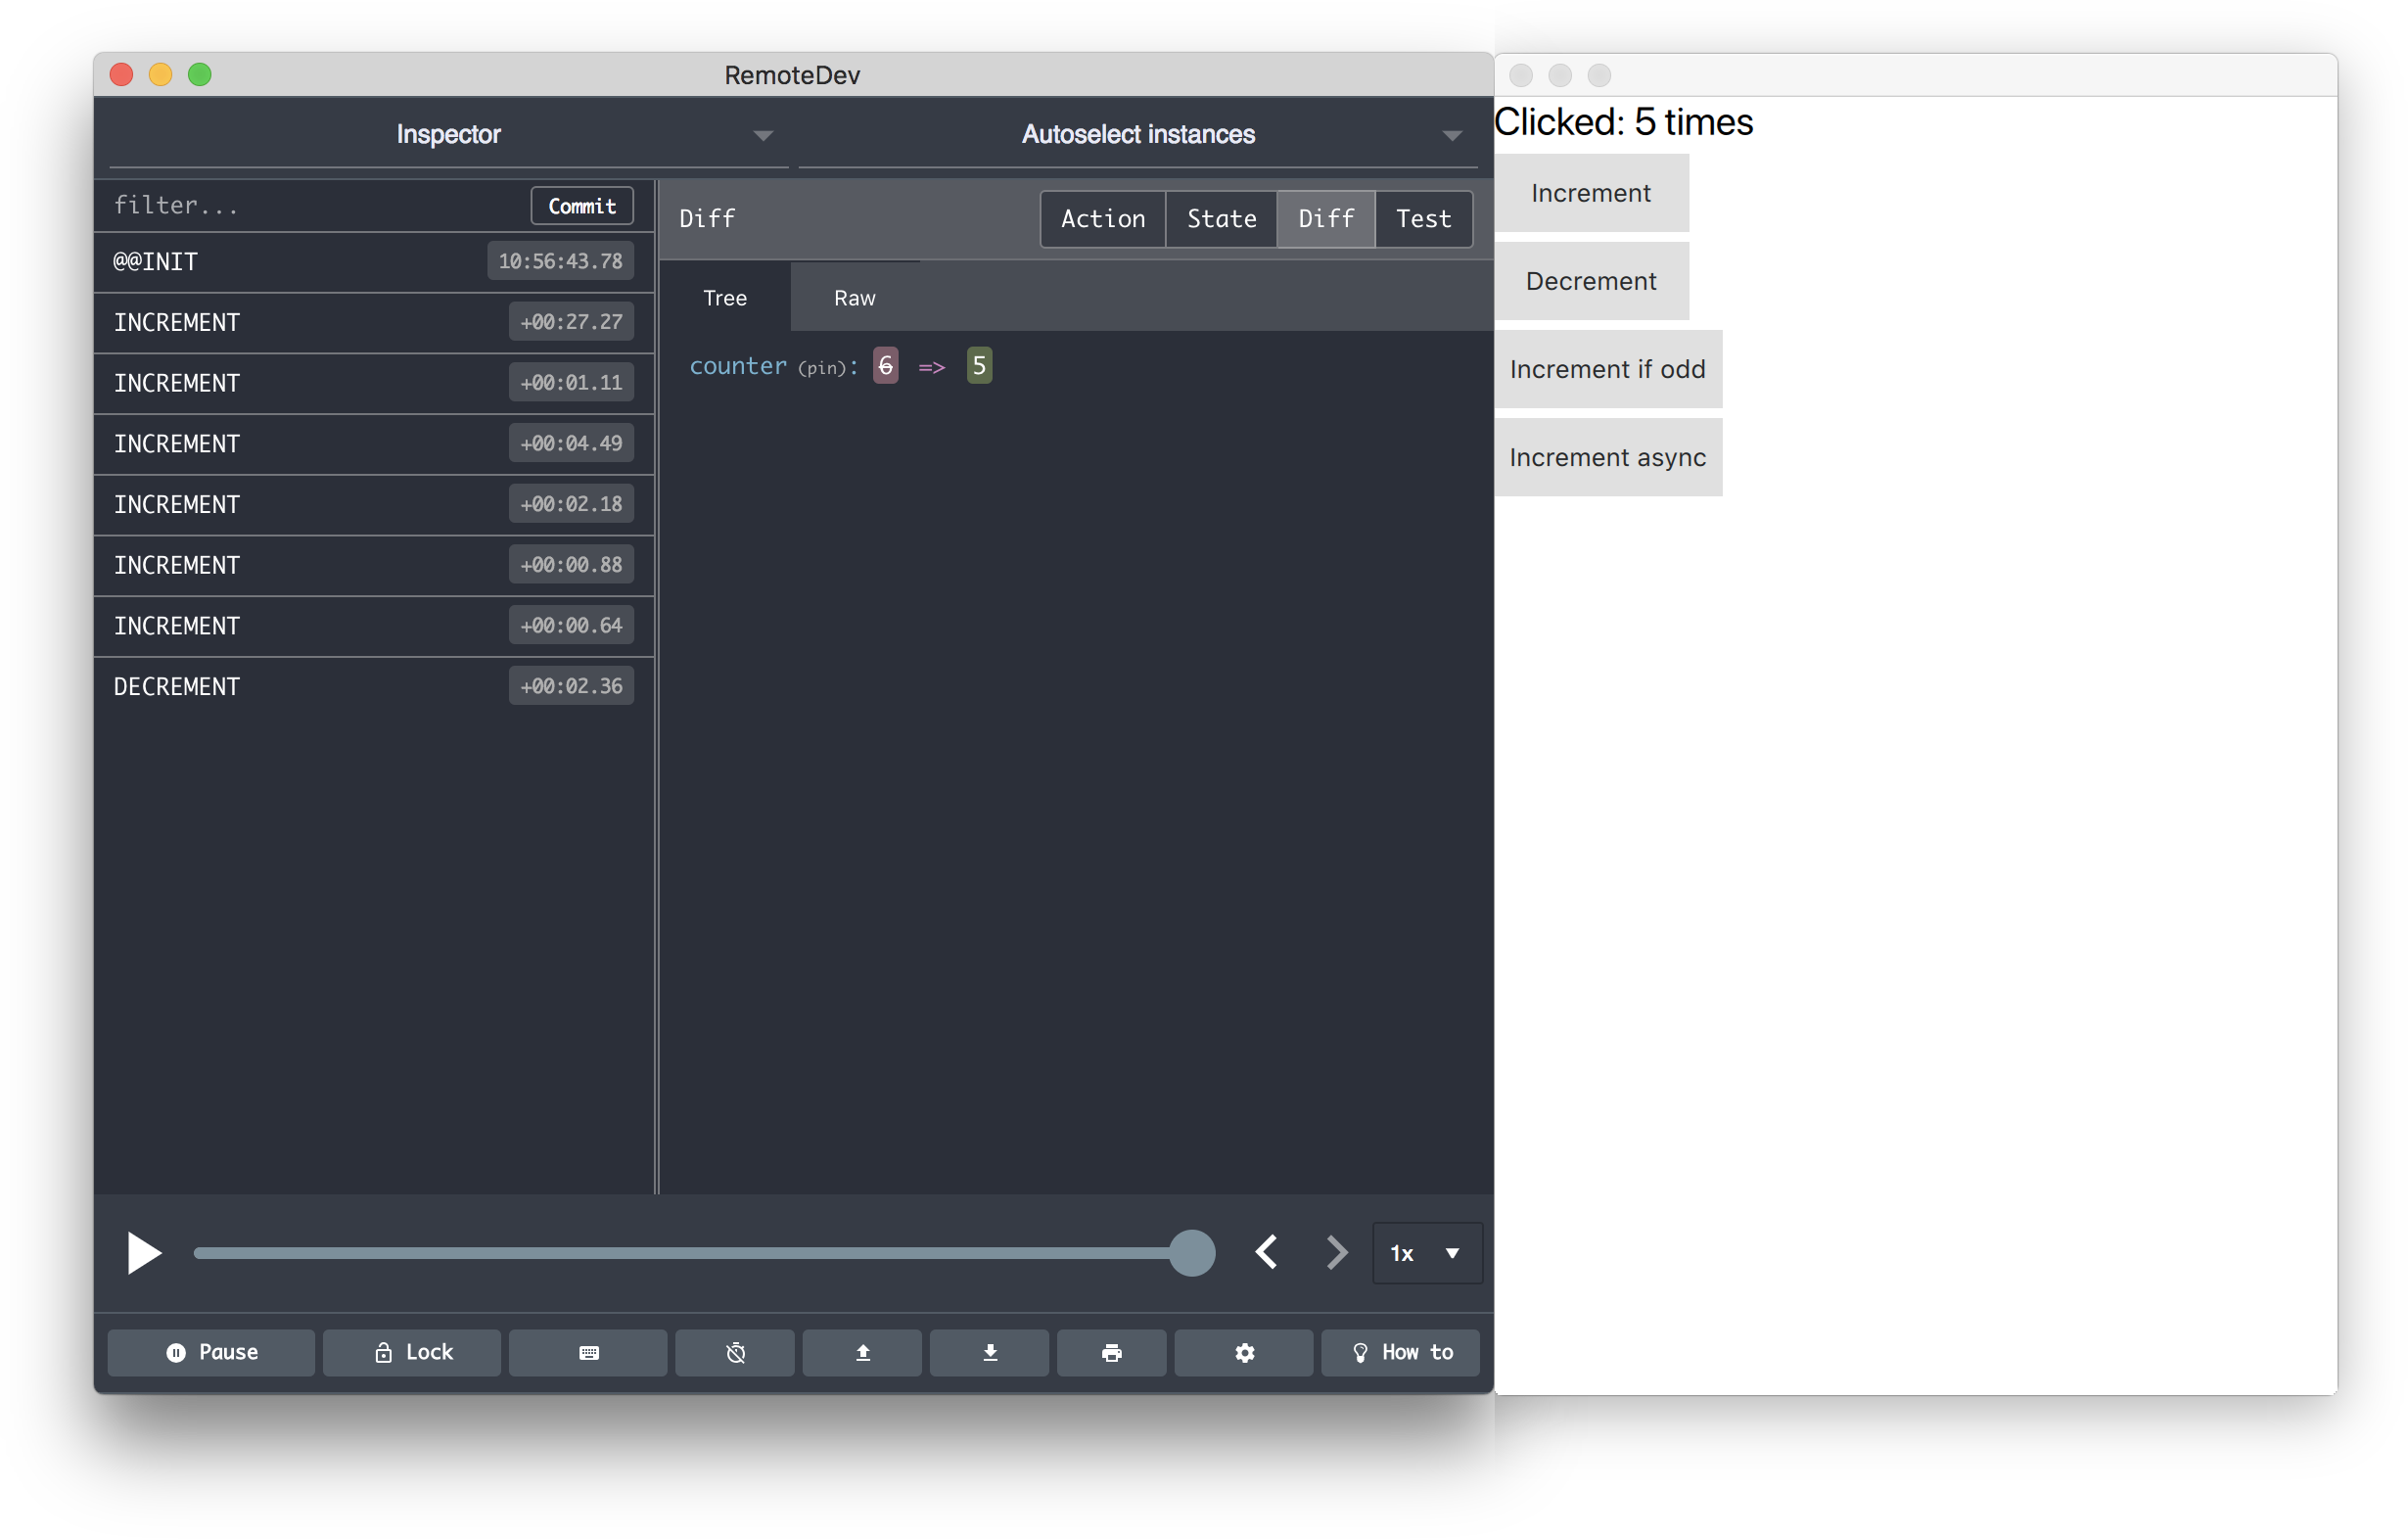 RemoteDev
Inspector
Autoselect instances
filter...
Commit
@@INIT 10:56:43.78
INCREMENT +00:27.27
INCREMENT +00:01.11
INCREMENT +00:04.49
INCREMENT +00:02.18
INCREMENT +00:00.88
INCREMENT +00:00.64
DECREMENT +00:02.36
Diff
Action State Diff Test
Tree Raw
counter (pin): 6 => 5
1x
Pause Lock How to
Clicked: 5 times
Increment
Decrement
Increment if odd
Increment async